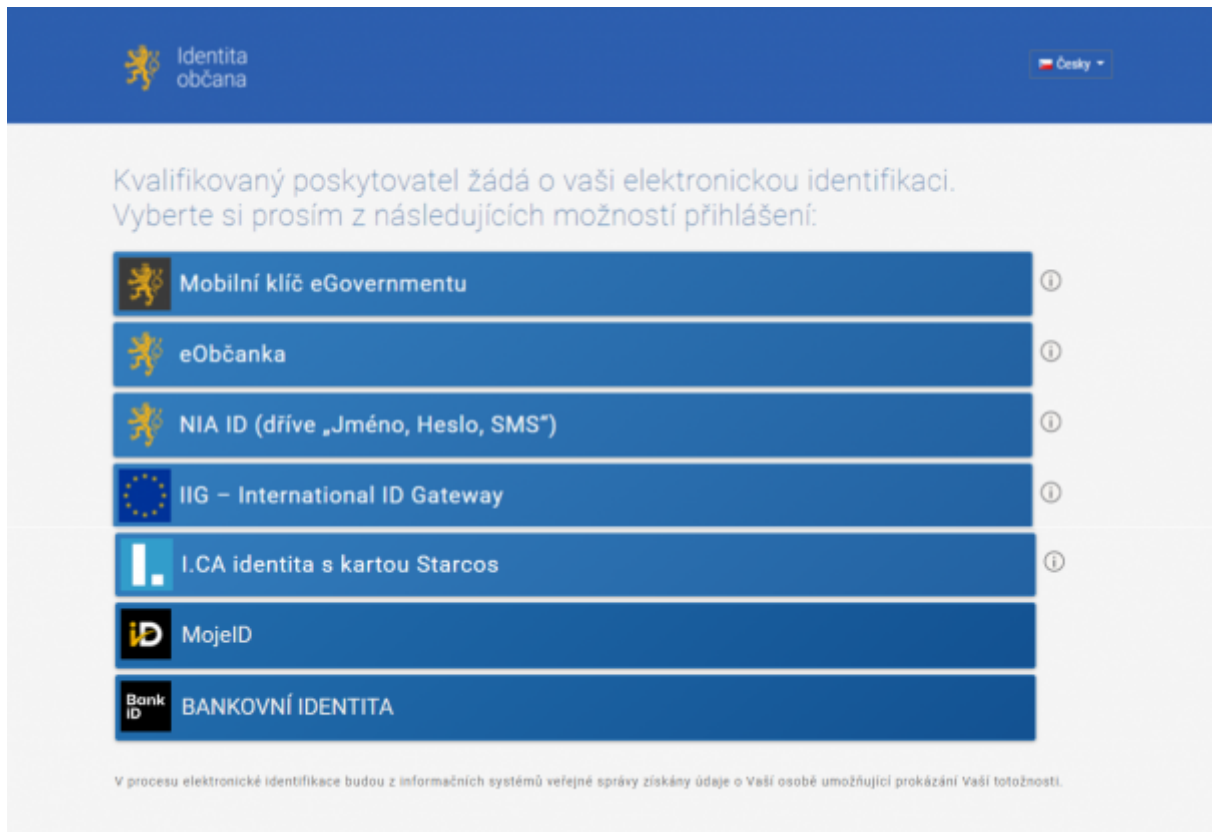 Identita
občana
Česky
Kvalifikovaný poskytovatel žádá o vaši elektronickou identifikaci.
Vyberte si prosím z následujících možností přihlášení:
Mobilní klíč eGovernmentu
eObčanka
NIA ID (dříve „Jméno, Heslo, SMS“)
IIG – International ID Gateway
I.CA identita s kartou Starcos
iD MojeID
Bank
iD
BANKOVNÍ IDENTITA
V procesu elektronické identifikace budou z informačních systémů veřejné správy získány údaje o Vaší osobě umožňující prokázání Vaší totožnosti.